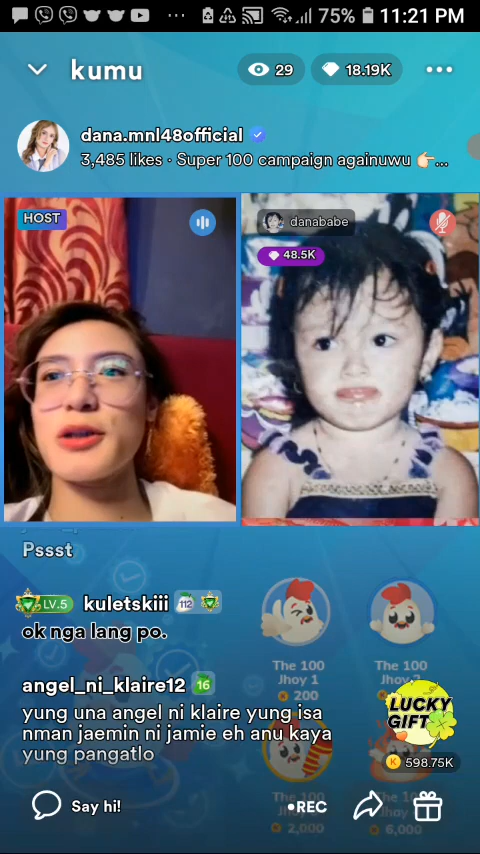 75% 11:21 PM
kumu
29
18.19K
dana.mnl48official
3,485 likes · Super 100 campaign againuwu 👉🏻...
HOST
danababe
48.5K
Pssst
LV.5 kuletskiii 112
ok nga lang po.
angel_ni_klaire12 16
yung una angel ni klaire yung isa
nman jaemin ni jamie eh anu kaya
yung pangatlo
The 100
Jhoy 1
200
The 100
Jhoy 2
LUCKY
GIFT
K 598.75K
2,000
6,000
Say hi!
•REC